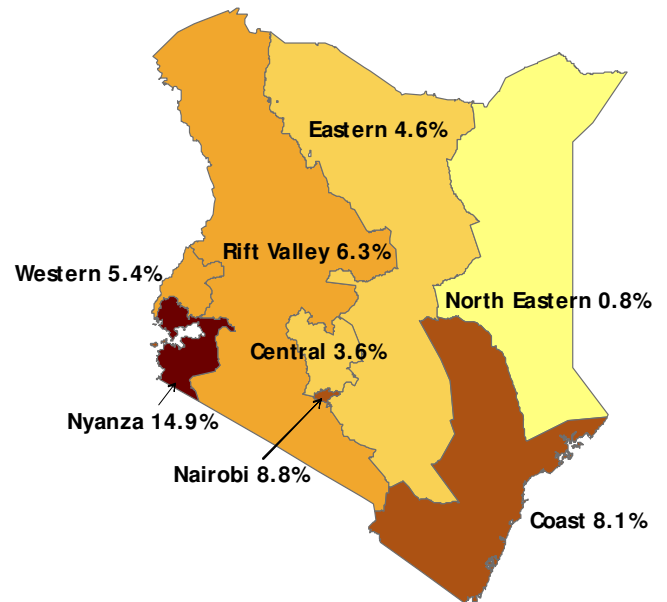 Eastern 4.6%
Rift Valley 6.3%
Western 5.4%
North Eastern 0.8%
Central 3.6%
Nyanza 14.9%
Nairobi 8.8%
Coast 8.1%